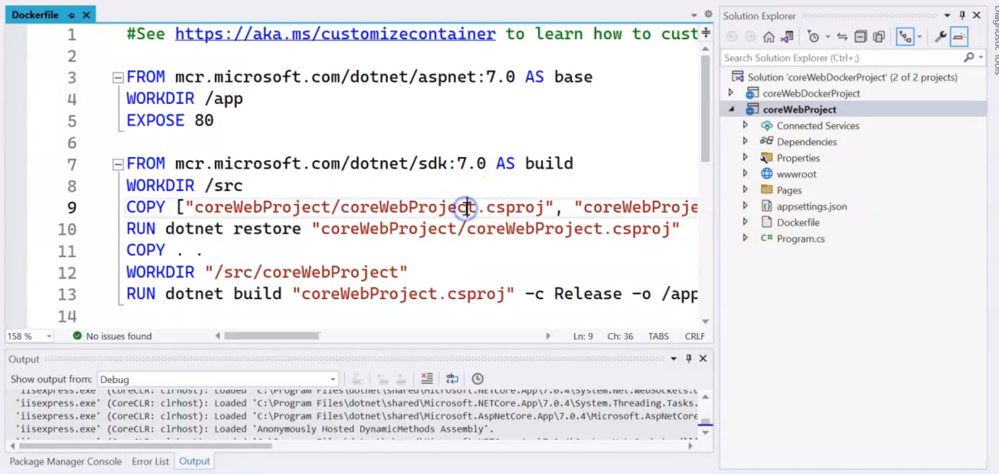 Dockerfile
1 #See https://aka.ms/customizecontainer to learn how to cust
2
3 FROM mcr.microsoft.com/dotnet/aspnet:7.0 AS base
4 WORKDIR /app
5 EXPOSE 80
6
7 FROM mcr.microsoft.com/dotnet/sdk:7.0 AS build
8 WORKDIR /src
9 COPY ["coreWebProject/coreWebProject.csproj", "coreWebProje
10 RUN dotnet restore "coreWebProject/coreWebProject.csproj"
11 COPY . .
12 WORKDIR "/src/coreWebProject"
13 RUN dotnet build "coreWebProject.csproj" -c Release -o /app
14
158 % No issues found Ln: 9 Ch: 36 TABS CRLF
Output
Show output from: Debug
'iisexpress.exe' (CoreCLR: clrhost): Loaded 'C:\Program Files\dotnet\shared\Microsoft.NETCore.App\7.0.4\System.Net.WebSockets.
'iisexpress.exe' (CoreCLR: clrhost): Loaded 'C:\Program Files\dotnet\shared\Microsoft.NETCore.App\7.0.4\System.Threading.Tasks.
'iisexpress.exe' (CoreCLR: clrhost): Loaded 'C:\Program Files\dotnet\shared\Microsoft.AspNetCore.App\7.0.4\Microsoft.AspNetCore
'iisexpress.exe' (CoreCLR: clrhost): Loaded 'Anonymously Hosted DynamicMethods Assembly'.
Package Manager Console Error List Output
Solution Explorer
Search Solution Explorer (Ctrl+;)
Solution 'coreWebDockerProject' (2 of 2 projects)
coreWebDockerProject
coreWebProject
Connected Services
Dependencies
Properties
wwwroot
Pages
appsettings.json
Dockerfile
C# Program.cs
Diagnostic Tools